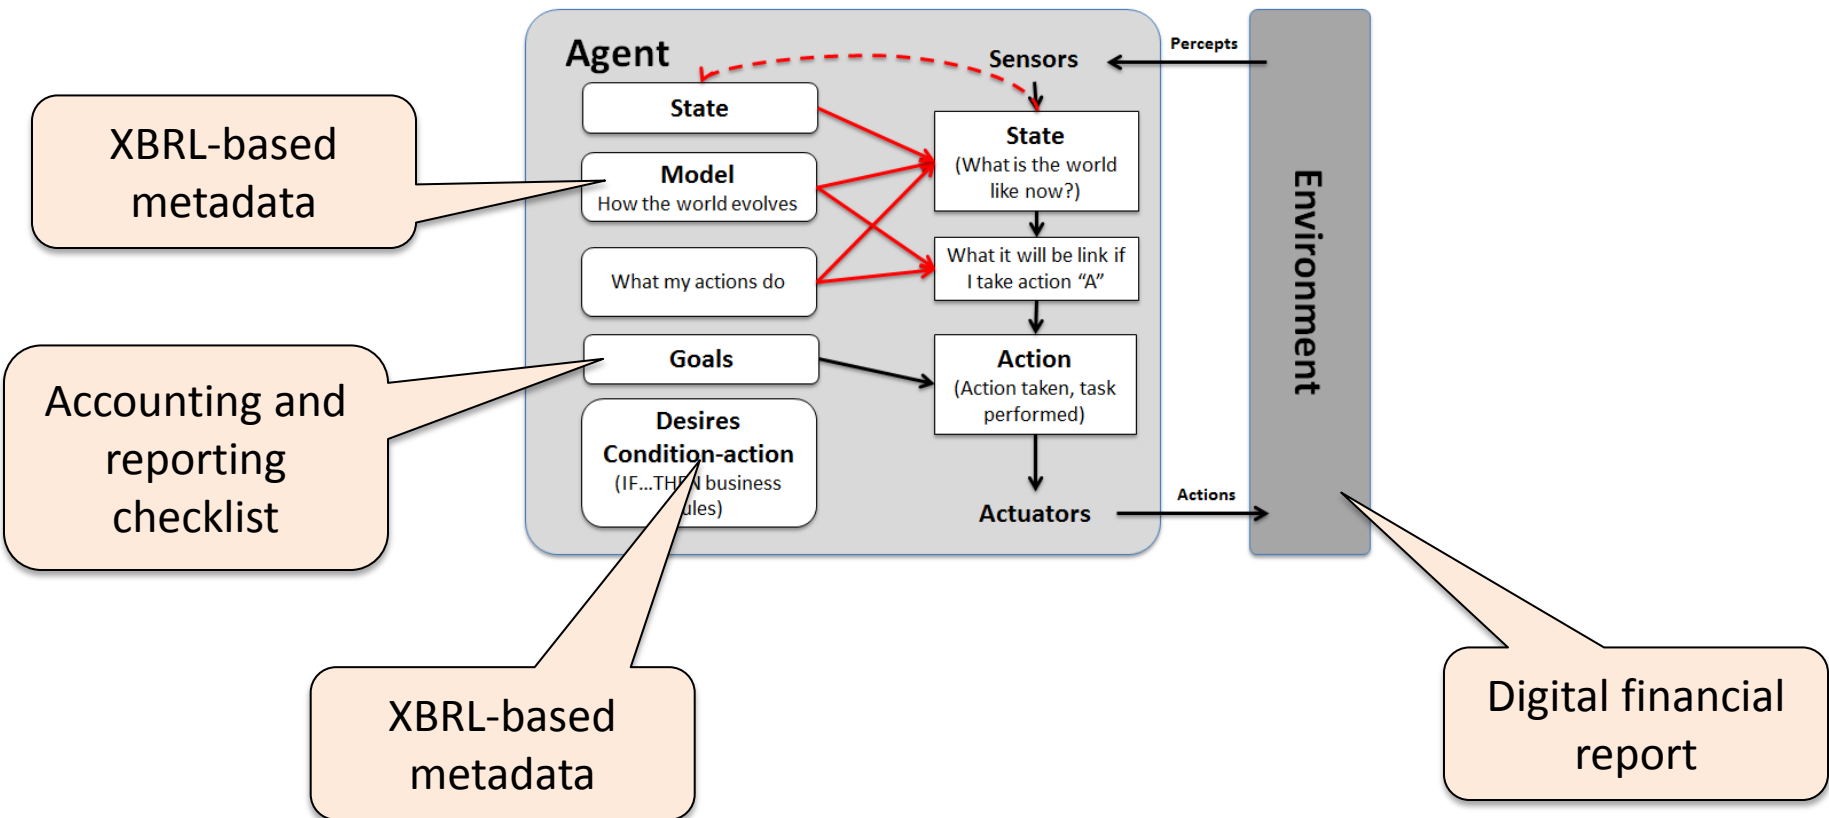 Agent
Sensors
Percepts
State
XBRL-based
metadata
Model
How the world evolves
State
(What is the world
like now?)
What my actions do
What it will be link if
I take action “A”
Environment
Accounting and
reporting
checklist
Goals
Action
(Action taken, task
performed)
Desires
Condition-action
(IF...THEN business
Actuators
Actions
XBRL-based
metadata
Digital financial
report